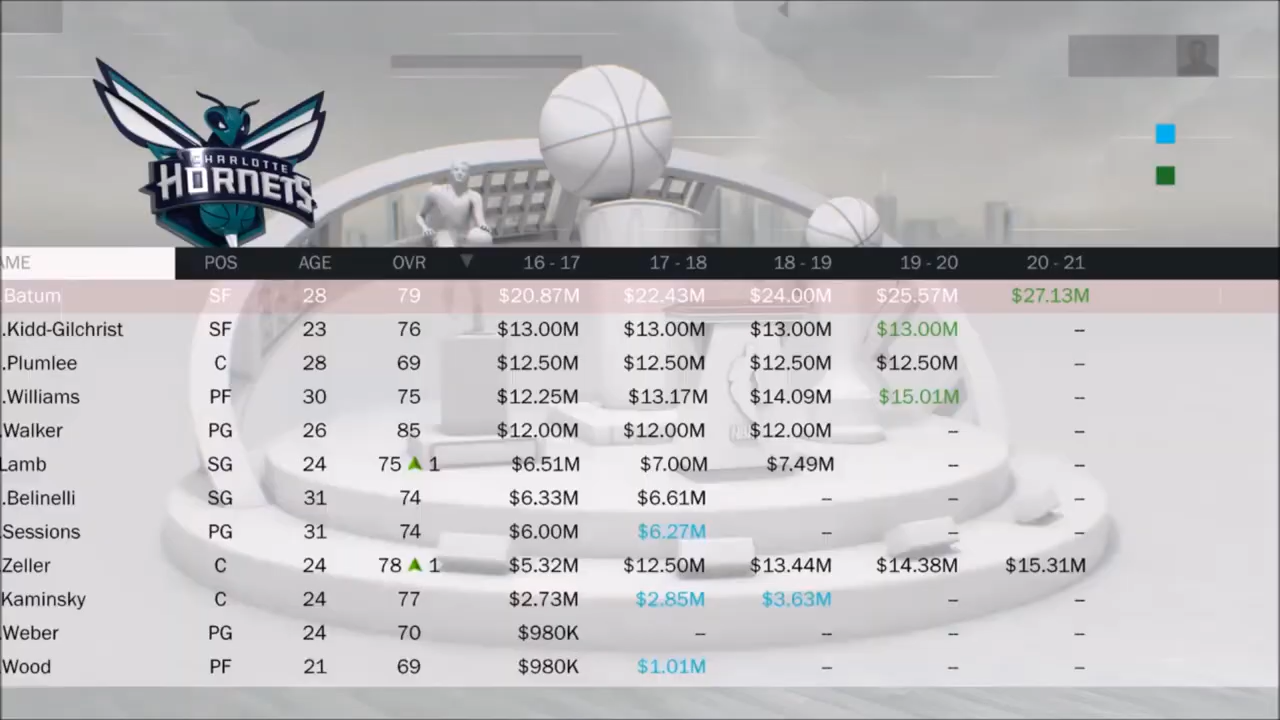 CHARLOTTE
HORNETS
AME POS AGE OVR 16 - 17 17 - 18 18 - 19 19 - 20 20 - 21
Batum SF 28 79 $20.87M $22.43M $24.00M $25.57M $27.13M
.Kidd-Gilchrist SF 23 76 $13.00M $13.00M $13.00M $13.00M –
.Plumlee C 28 69 $12.50M $12.50M $12.50M $12.50M –
.Williams PF 30 75 $12.25M $13.17M $14.09M $15.01M –
.Walker PG 26 85 $12.00M $12.00M $12.00M – –
Lamb SG 24 75 1 $6.51M $7.00M $7.49M – –
.Belinelli SG 31 74 $6.33M $6.61M – – –
.Sessions PG 31 74 $6.00M $6.27M – – –
Zeller C 24 78 1 $5.32M $12.50M $13.44M $14.38M $15.31M
Kaminsky C 24 77 $2.73M $2.85M $3.63M – –
Weber PG 24 70 $980K – – – –
Wood PF 21 69 $980K $1.01M – – –